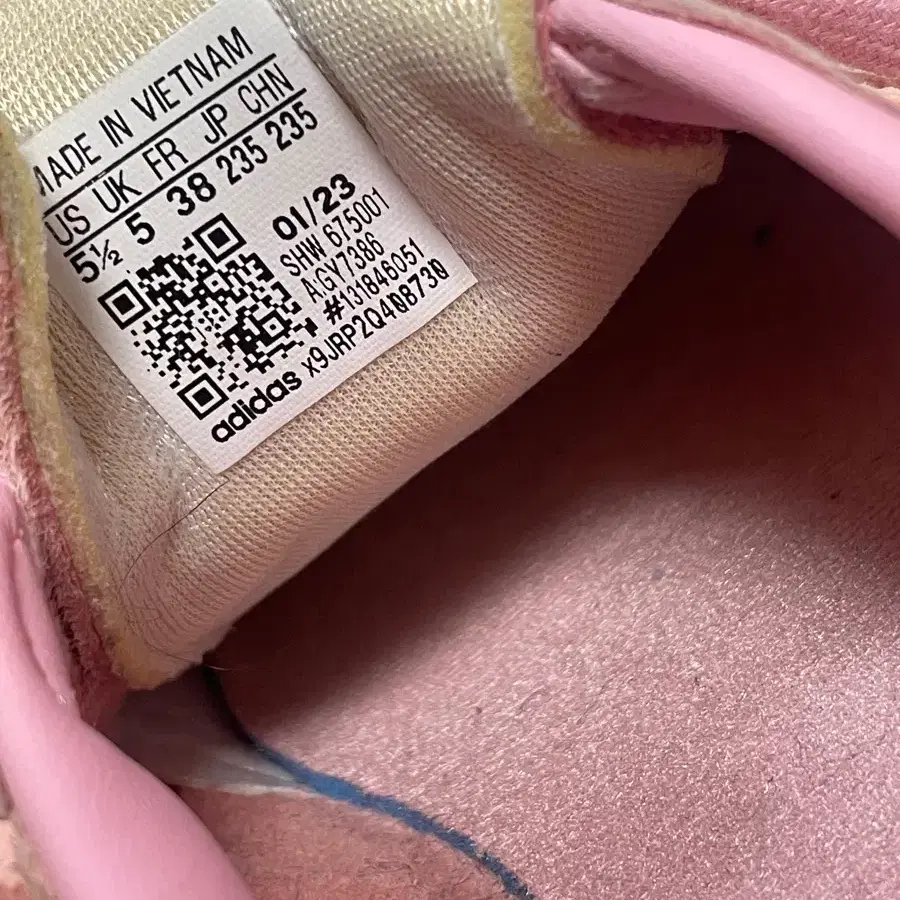 MADE IN VIETNAM
US UK FR JP CHN
5½ 5 38 235 235
01/23
SHW 675001
A:GY7386
#131846051
adidas x9JRP2Q40B730